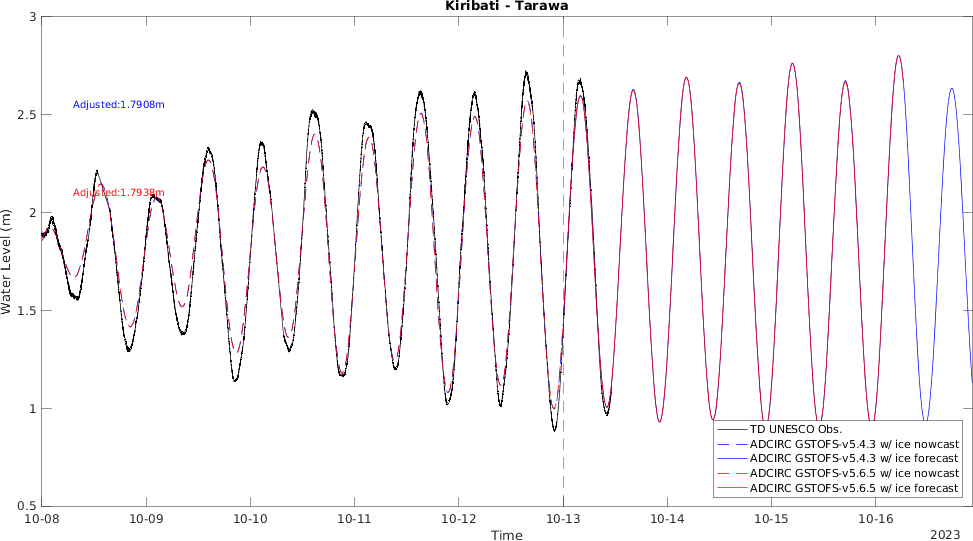 Kiribati - Tarawa
3
Adjusted:1.7908m
2.5
Adjusted:1.7938m
2
Water Level (m)
1.5
1
TD UNESCO Obs.
ADCIRC GSTOFS-v5.4.3 w/ ice nowcast
ADCIRC GSTOFS-v5.4.3 w/ ice forecast
ADCIRC GSTOFS-v5.6.5 w/ ice nowcast
ADCIRC GSTOFS-v5.6.5 w/ ice forecast
0.5
10-08 10-09 10-10 10-11 10-12 10-13 10-14 10-15 10-16
Time
2023